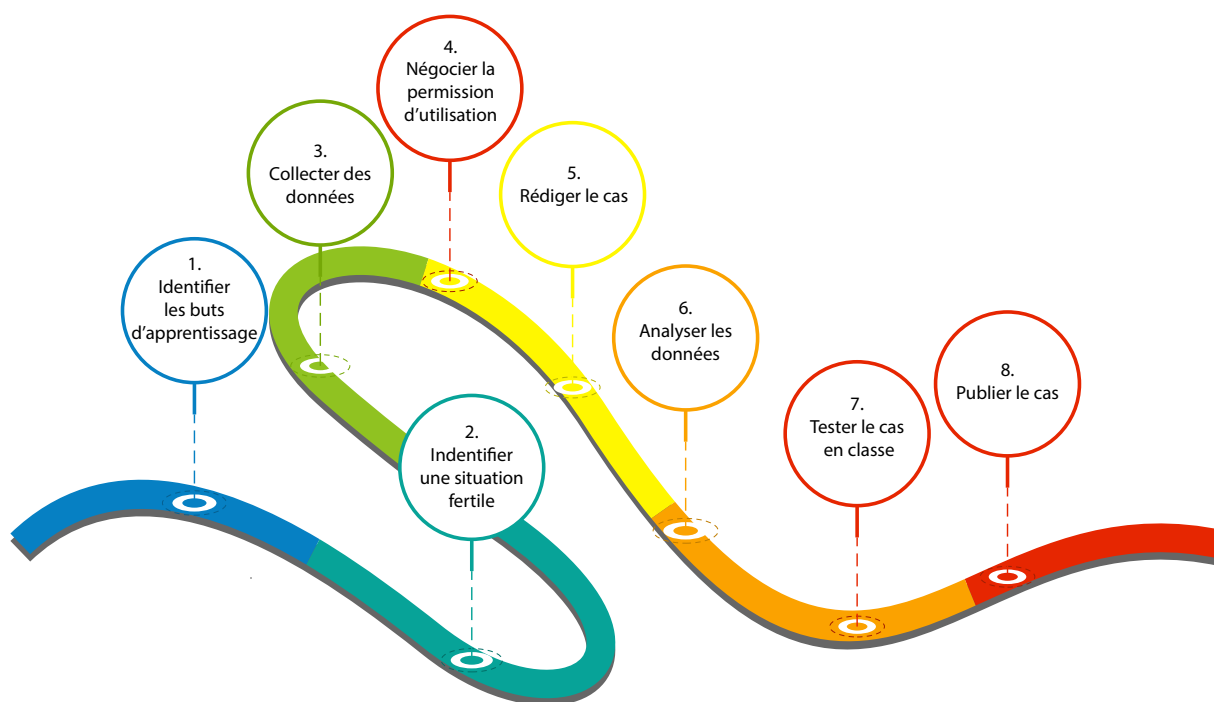 1.
Identifier
les buts
d'apprentissage
2.
Indentifier
une situation
fertile
3.
Collecter des
données
4.
Négocier la
permission
d'utilisation
5.
Rédiger le cas
6.
Analyser les
données
7.
Tester le cas
en classe
8.
Publier le cas